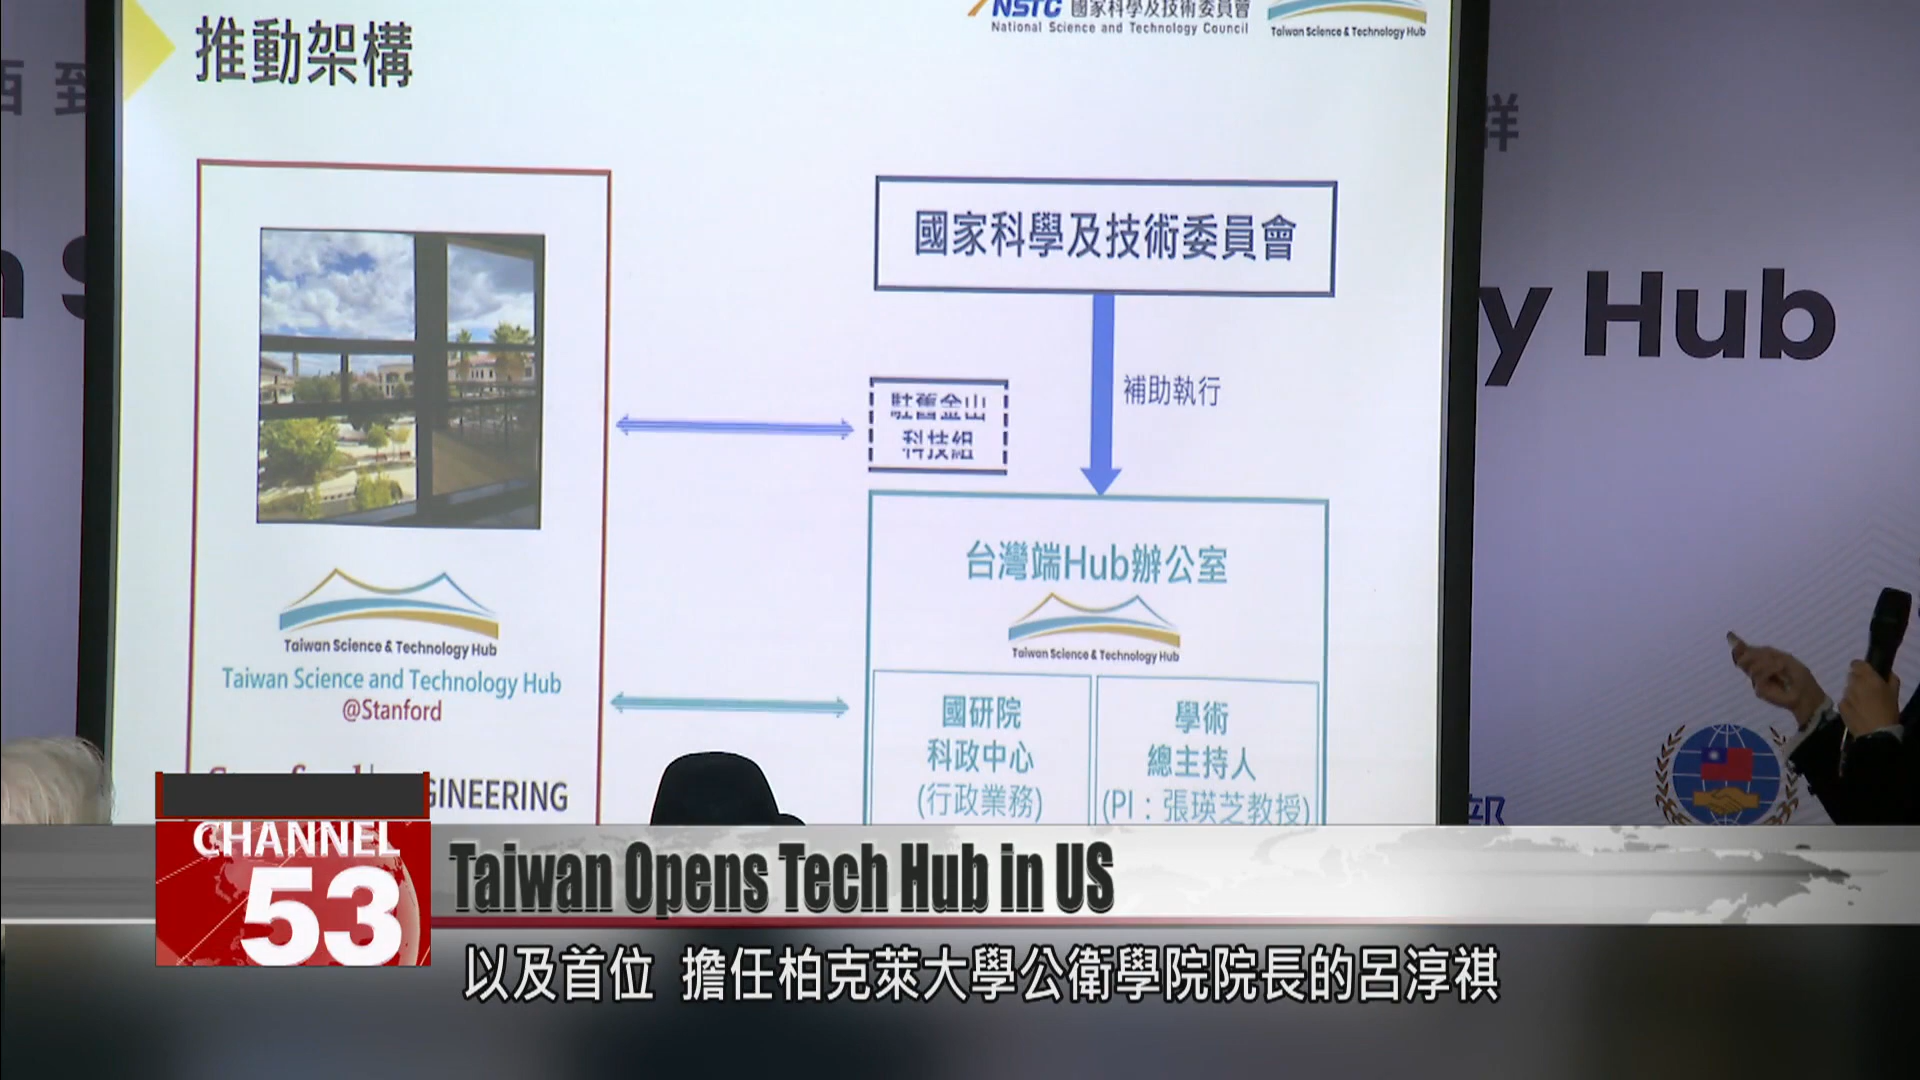 NSTC 國家科學及技術委員會
National Science and Technology Council
Taiwan Science & Technology Hub
推動架構
西到
群
國家科學及技術委員會
y Hub
補助執行
駐舊金山
科技組
台灣端Hub辦公室
Taiwan Science & Technology Hub
Taiwan Science & Technology Hub
Taiwan Science and Technology Hub
@Stanford
國研院
科政中心
(行政業務)
學術
總主持人
(PI：張瑛芝教授)
GINEERING
部
CHANNEL
53
Taiwan Opens Tech Hub in US
以及首位 擔任柏克萊大學公衛學院院長的呂淳祺